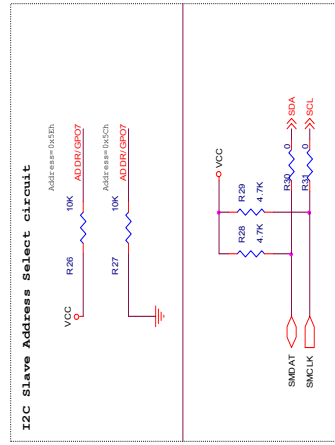 I2C Slave Address Select circuit
Address=0x5Eh
VCC
R26
10K
ADDR/GPO7
Address=0x5Ch
R27
10K
ADDR/GPO7
VCC
R28
4.7K
R29
4.7K
SMDAT
R30
0
SDA
SMCLK
R31
0
SCL